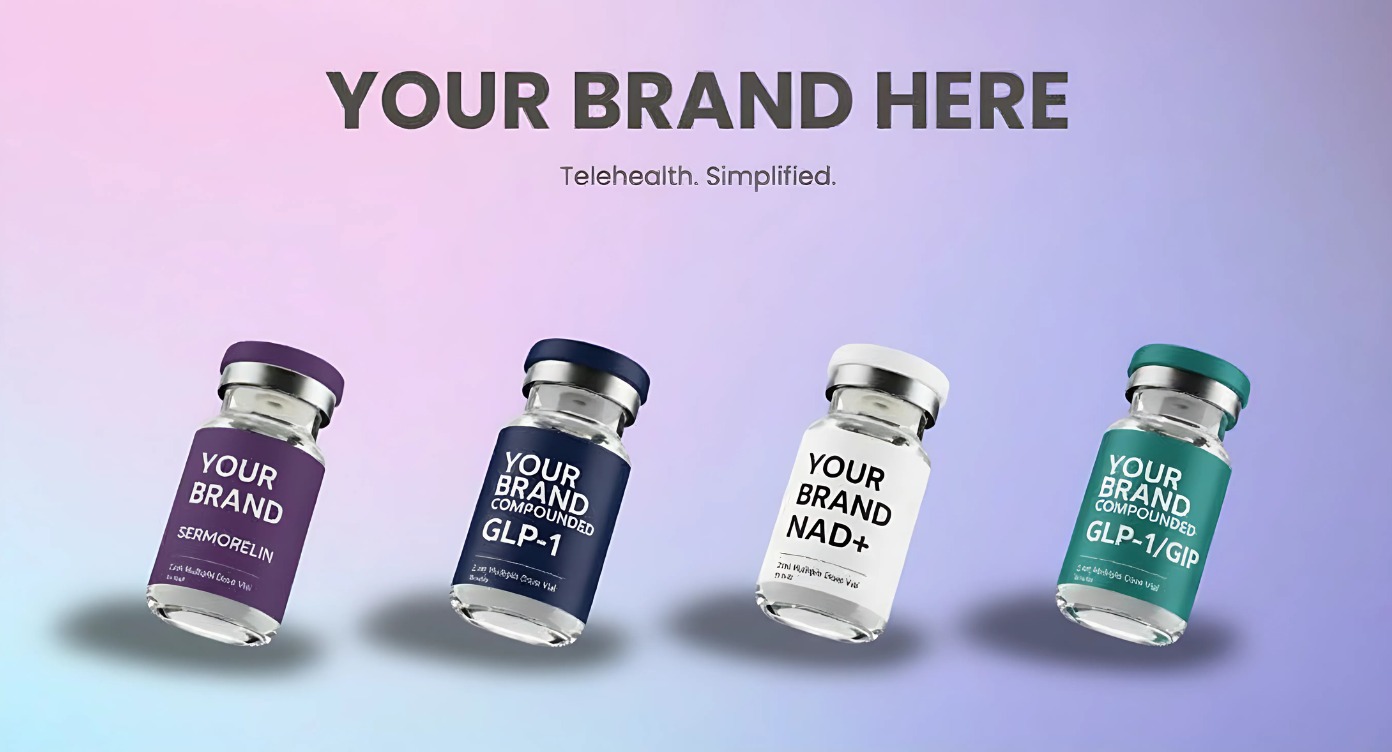 YOUR BRAND HERE
Telehealth. Simplified.
YOUR
BRAND
SERMORELIN
YOUR
BRAND
COMPOUNDED
GLP-1
YOUR
BRAND
NAD+
YOUR
BRAND
COMPOUNDED
GLP-1/GIP